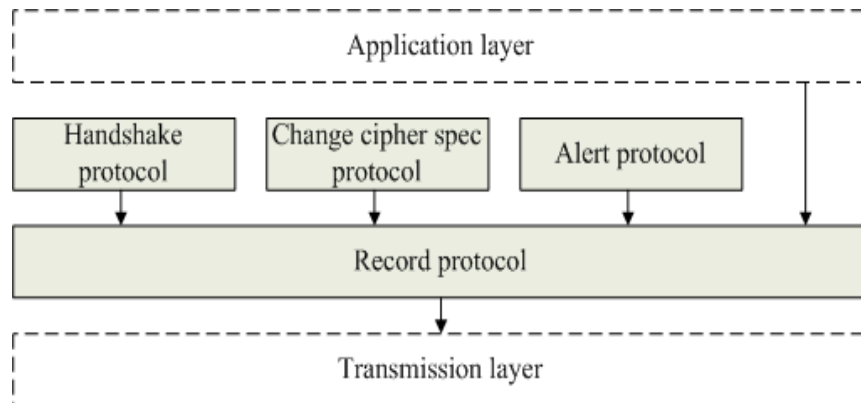 Application layer
Handshake
protocol
Change cipher spec
protocol
Alert protocol
Record protocol
Transmission layer